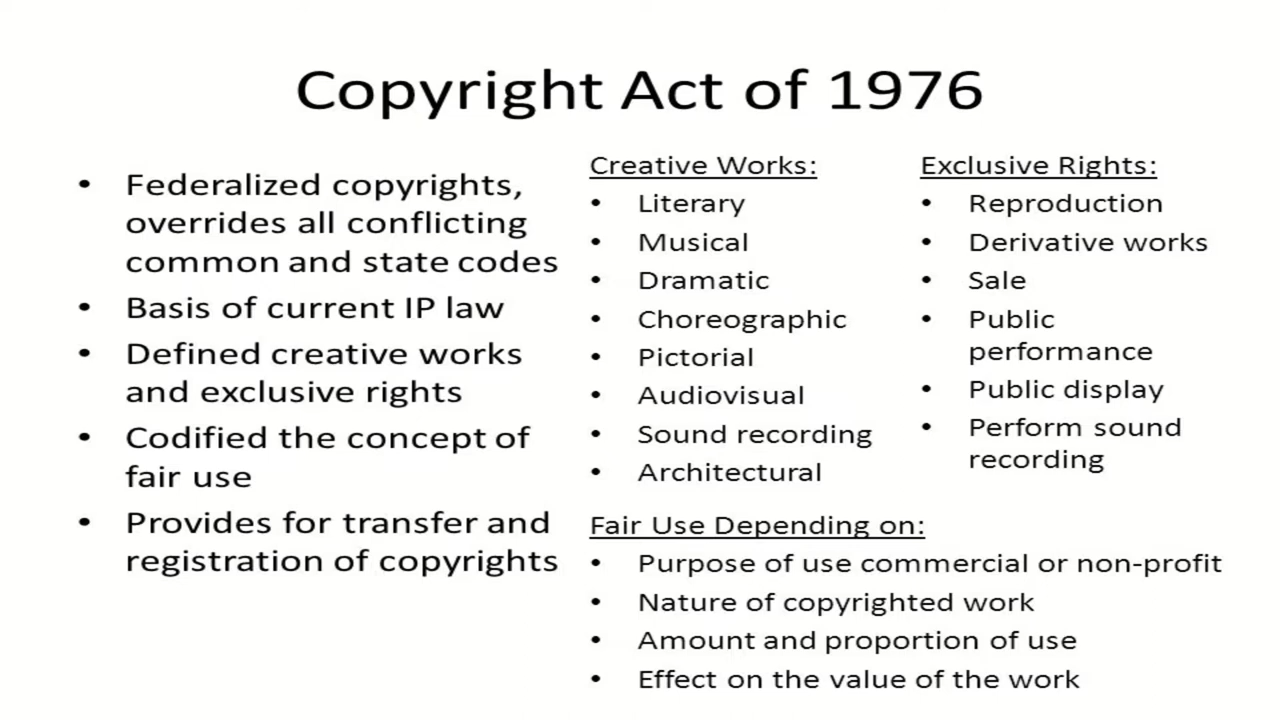 Copyright Act of 1976
• Federalized copyrights,
overrides all conflicting
common and state codes
• Basis of current IP law
• Defined creative works
and exclusive rights
• Codified the concept of
fair use
• Provides for transfer and
registration of copyrights
Creative Works:
• Literary
• Musical
• Dramatic
• Choreographic
• Pictorial
• Audiovisual
• Sound recording
• Architectural
Exclusive Rights:
• Reproduction
• Derivative works
• Sale
• Public
performance
• Public display
• Perform sound
recording
Fair Use Depending on:
• Purpose of use commercial or non-profit
• Nature of copyrighted work
• Amount and proportion of use
• Effect on the value of the work